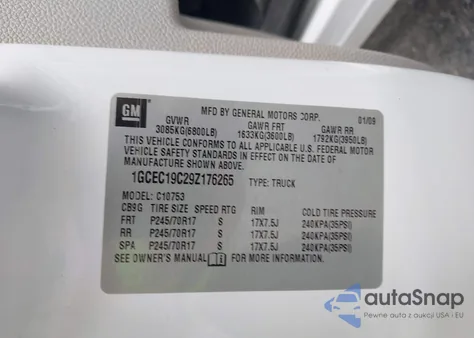 GM
MFD BY GENERAL MOTORS CORP. 01/09
GVWR GAWR FRT GAWR RR
3085KG(6800LB) 1633KG(3600LB) 1792KG(3950LB)
THIS VEHICLE CONFORMS TO ALL APPLICABLE U.S. FEDERAL MOTOR
VEHICLE SAFETY STANDARDS IN EFFECT ON THE DATE OF
MANUFACTURE SHOWN ABOVE.
1GCEC19C29Z176265 TYPE: TRUCK
C10753
CB9G TIRE SIZE SPEED RTG RIM COLD TIRE PRESSURE
FRT P245/70R17 S 17X7.5J 240KPA(35PSI)
RR P245/70R17 S 17X7.5J 240KPA(35PSI)
SPA P245/70R17 S 17X7.5J 240KPA(35PSI)
SEE OWNER'S MANUAL FOR MORE INFORMATION.
autoSnap
Pewne auta z aukcji USA i EU